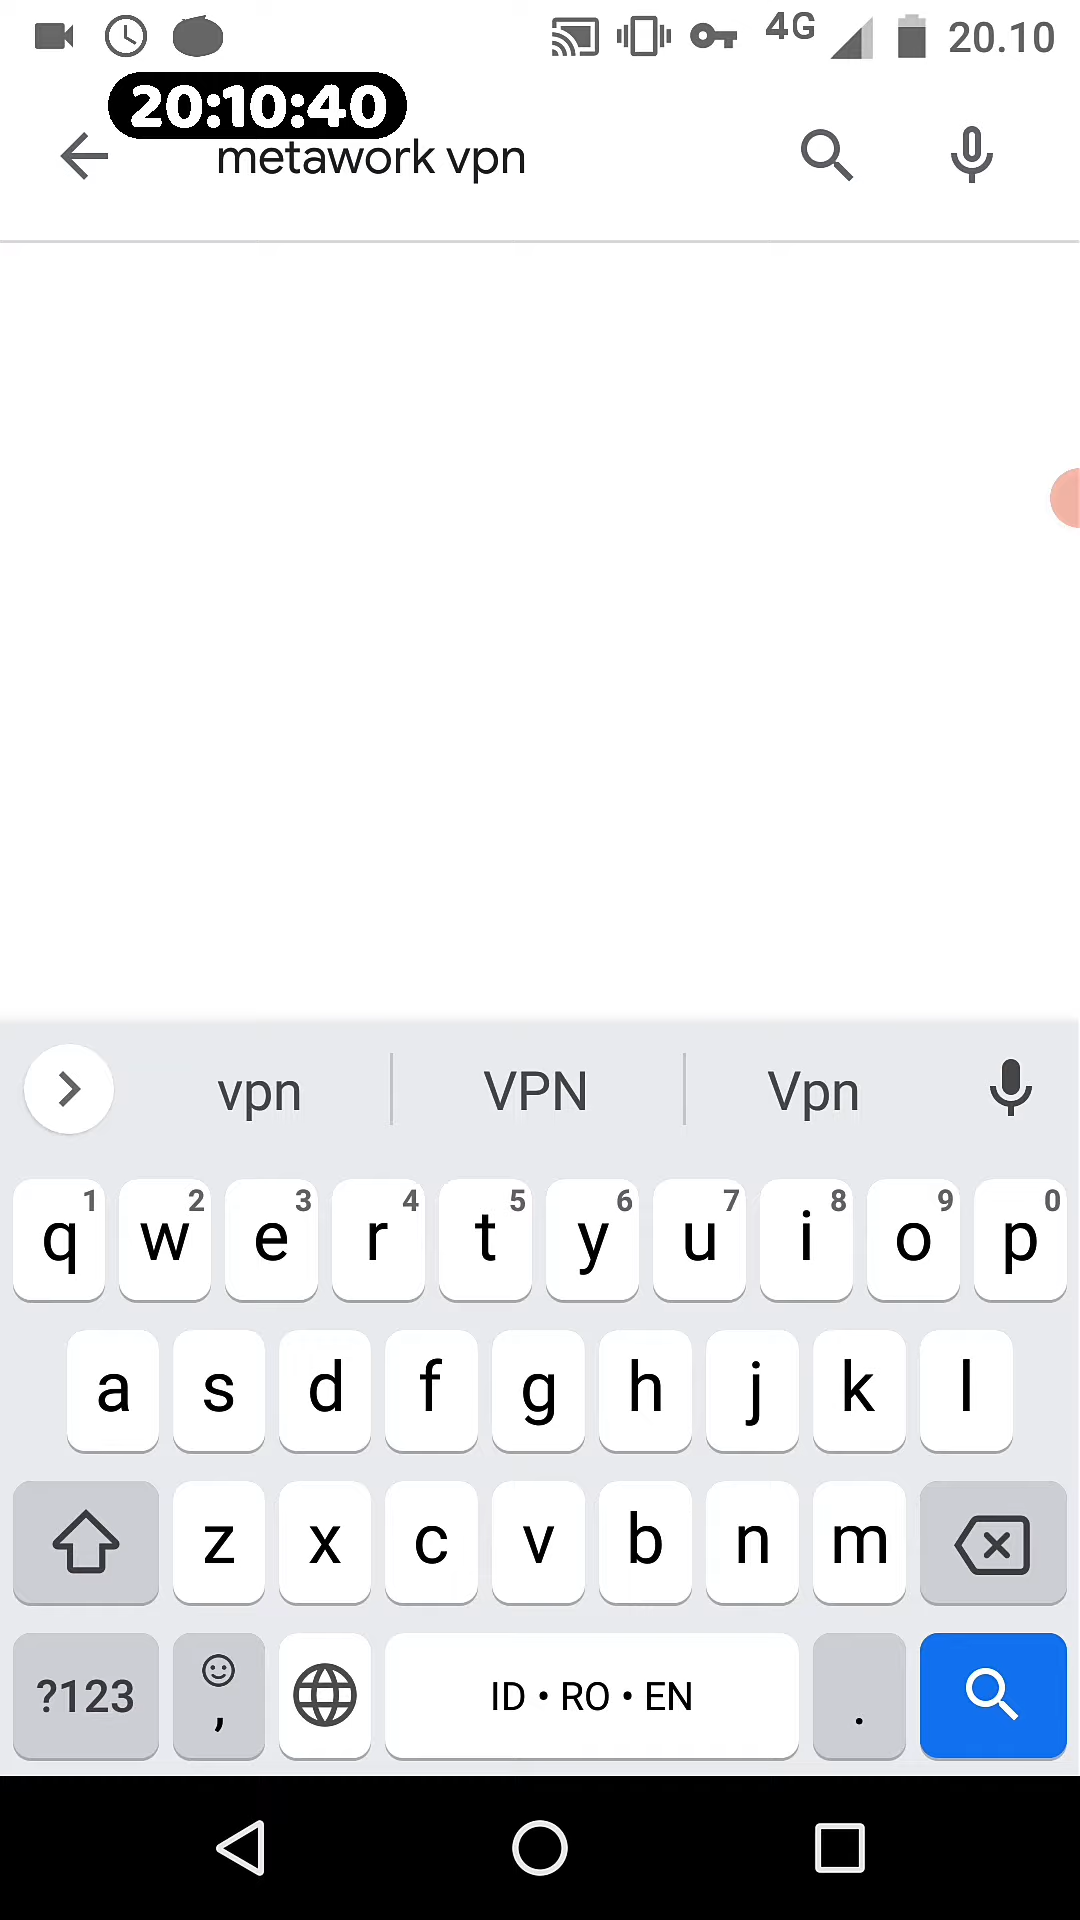 4G 20.10
20:10:40
metawork vpn
vpn VPN Vpn
1 2 3 4 5 6 7 8 9 0
q w e r t y u i o p
a s d f g h j k l
z x c v b n m
?123 , ID • RO • EN .